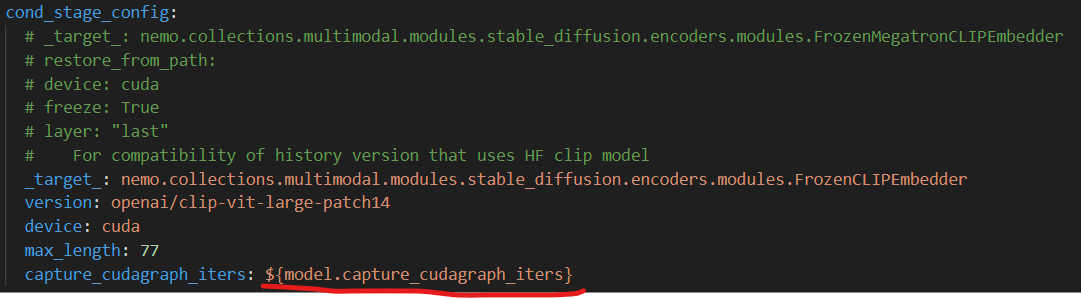 cond_stage_config:
# _target_: nemo.collections.multimodal.modules.stable_diffusion.encoders.modules.FrozenMegatronCLIPEmbedder
# restore_from_path:
# device: cuda
# freeze: True
# layer: "last"
#    For compatibility of history version that uses HF clip model
_target_: nemo.collections.multimodal.modules.stable_diffusion.encoders.modules.FrozenCLIPEmbedder
version: openai/clip-vit-large-patch14
device: cuda
max_length: 77
capture_cudagraph_iters: ${model.capture_cudagraph_iters}